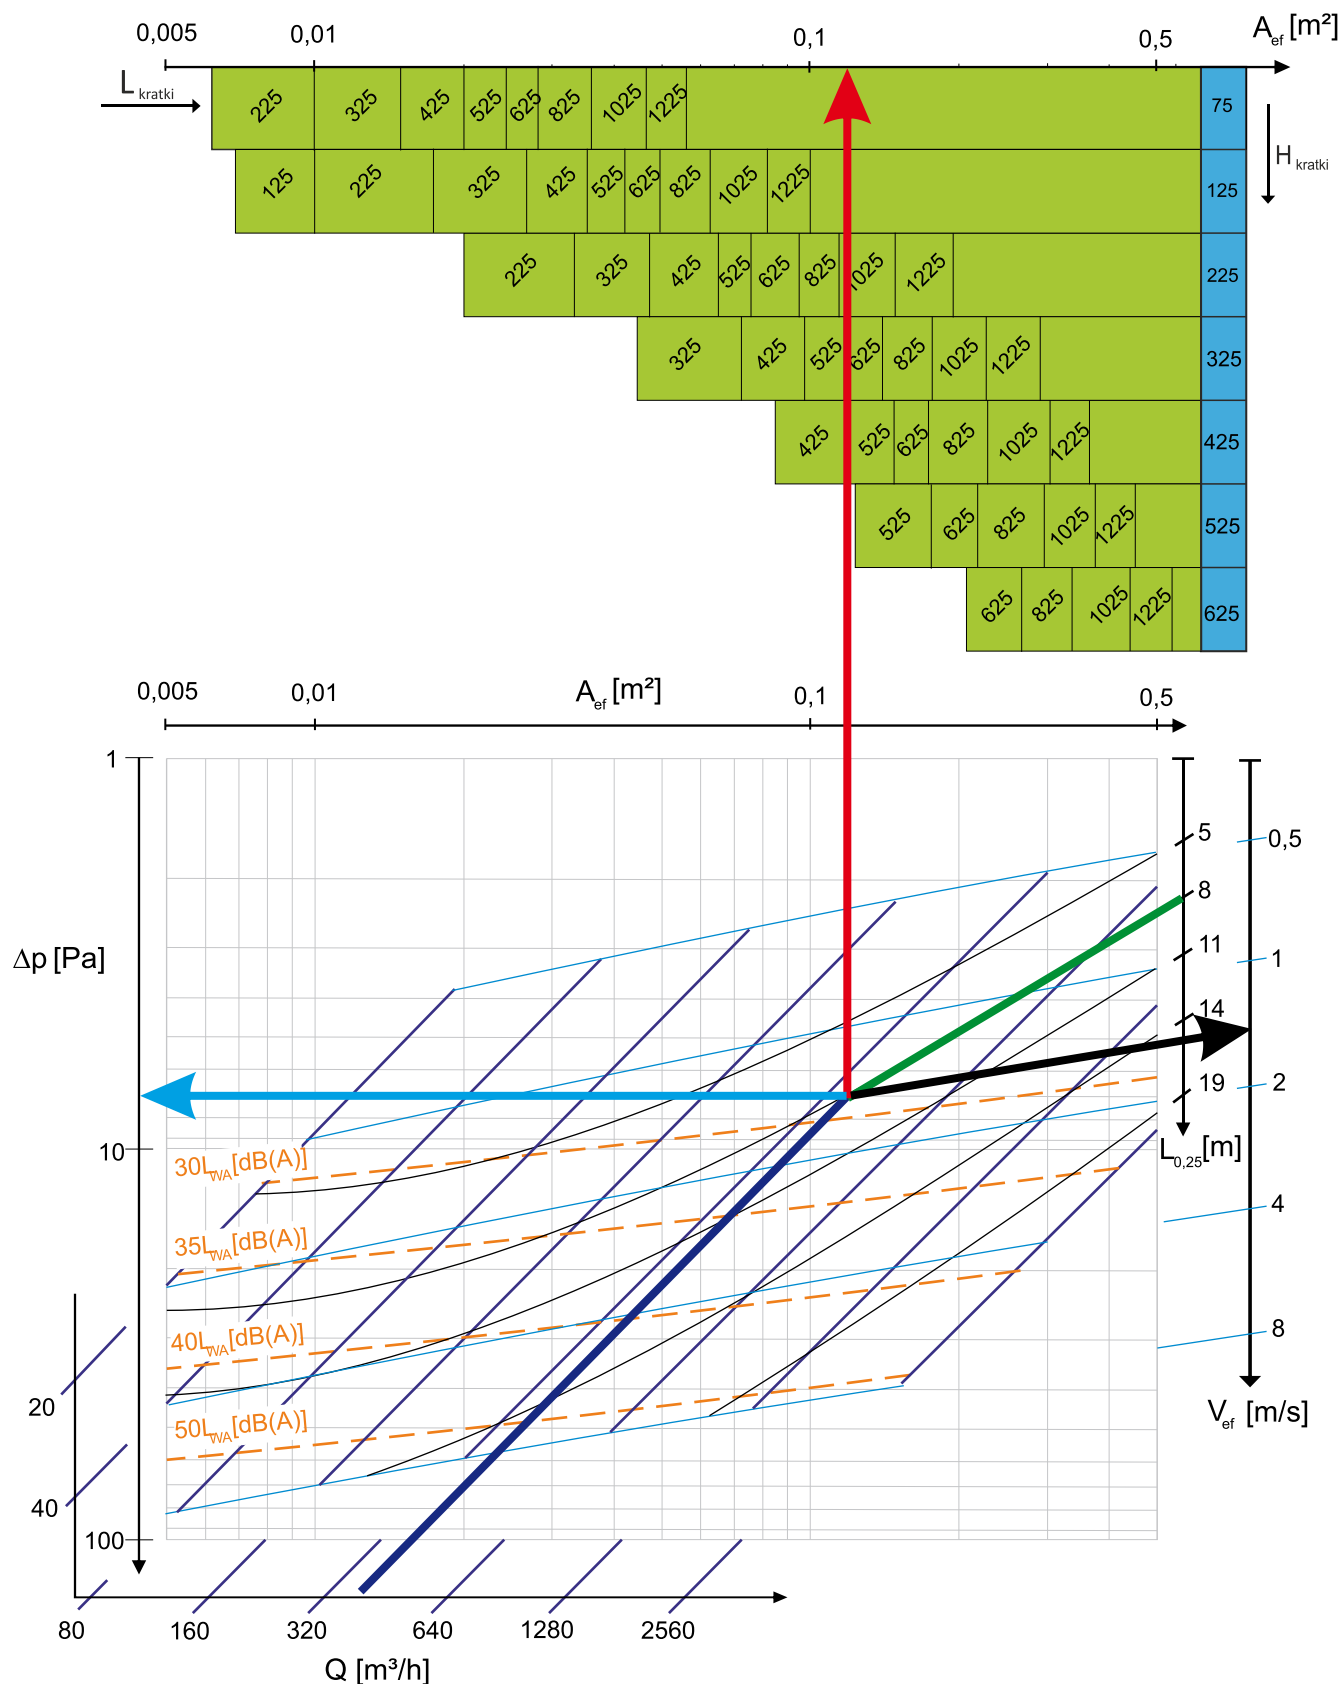 0,005 0,01 0,1 0,5 A_ef [m²]
L_kratki
225 325 425 525 625 825 1025 1225 75
H_kratki
125 225 325 425 525 625 825 1025 1225 125
225 325 425 525 625 825 1025 1225 225
325 425 525 625 825 1025 1225 325
425 525 625 825 1025 1225 425
525 625 825 1025 1225 525
625 825 1025 1225 625
0,005 0,01 A_ef [m²] 0,1 0,5
1
5 0,5
8
Δp [Pa] 11 1
14
19 2
10
L_0,25 [m]
30L_WA[dB(A)]
4
35L_WA[dB(A)]
40L_WA[dB(A)] 8
20
50L_WA[dB(A)] V_ef [m/s]
40
100
80 160 320 640 1280 2560
Q [m³/h]